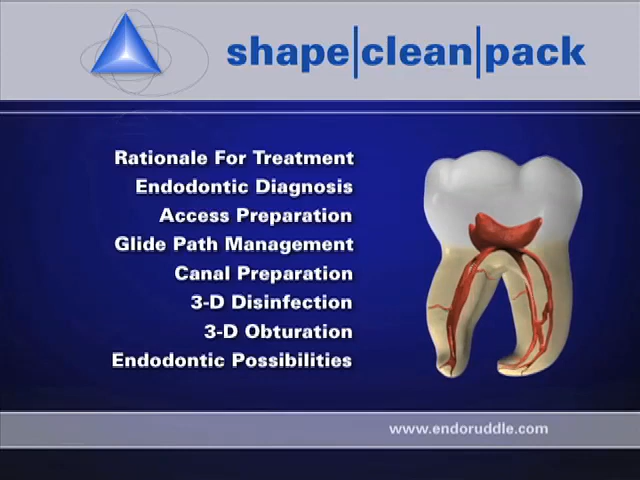 shape|clean|pack
Rationale For Treatment
Endodontic Diagnosis
Access Preparation
Glide Path Management
Canal Preparation
3-D Disinfection
3-D Obturation
Endodontic Possibilities
www.endoruddle.com